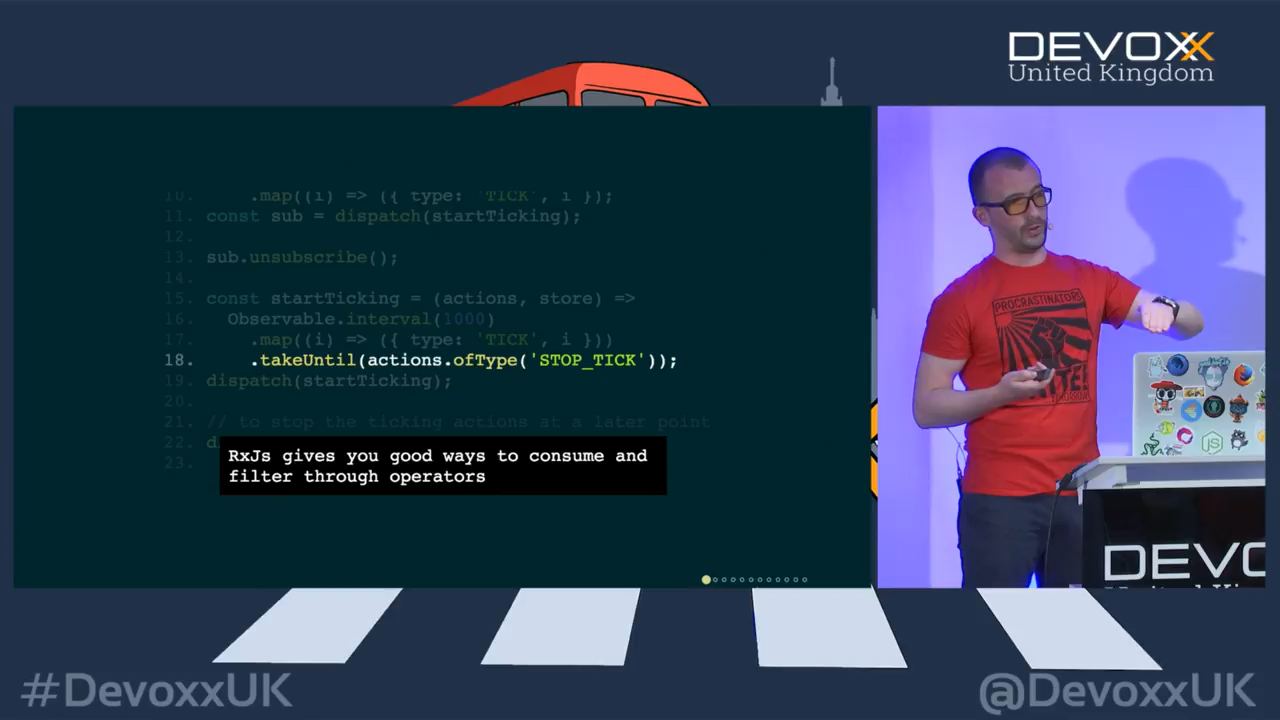 DEVOXX
United Kingdom
10. .map((i) => ({ type: 'TICK', i });
11. const sub = dispatch(startTicking);
12.
13. sub.unsubscribe();
14.
15. const startTicking = (actions, store) =>
16. Observable.interval(1000)
17. .map((i) => ({ type: 'TICK', i }))
18. .takeUntil(actions.ofType('STOP_TICK'));
19. dispatch(startTicking);
20.
21. // to stop the ticking actions at a later point
22. d
23.
RxJs gives you good ways to consume and
filter through operators
PROCRASTINATORS
DEVO
#DevoxxUK
@DevoxxUK